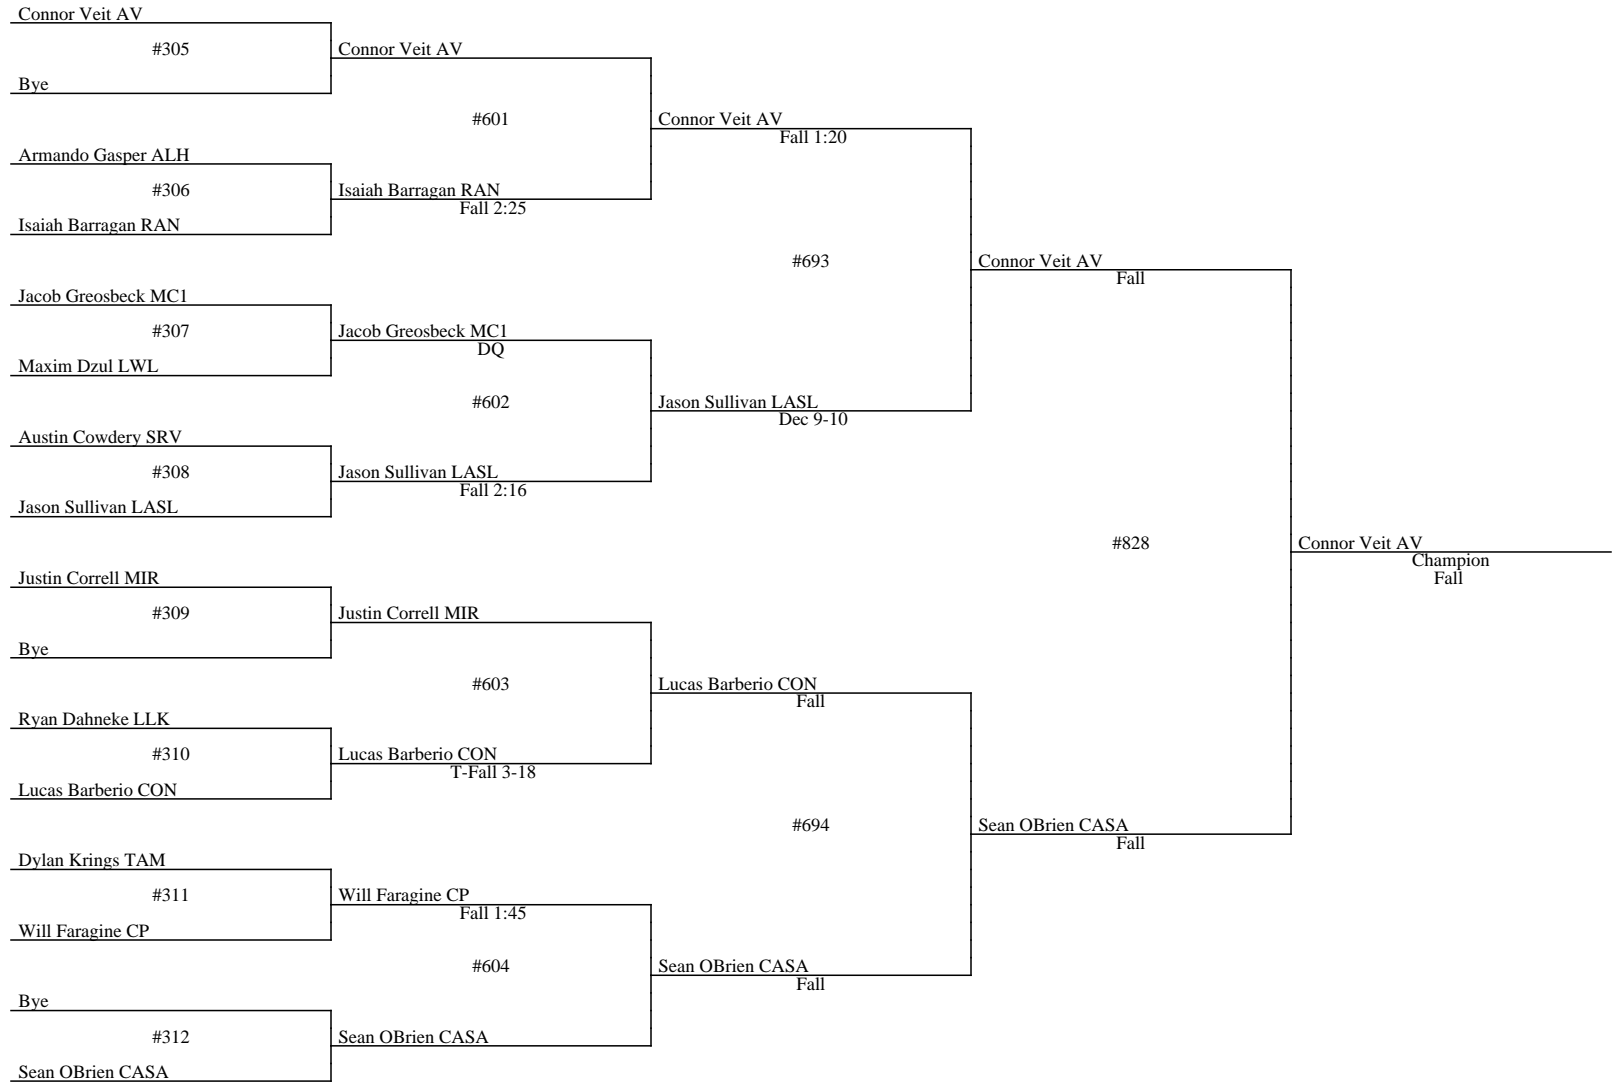 Connor Veit AV
#305
Connor Veit AV
Bye
#601
Connor Veit AV
Fall 1:20
Armando Gasper ALH
#306
Isaiah Barragan RAN
Fall 2:25
Isaiah Barragan RAN
#693
Connor Veit AV
Fall
Jacob Greosbeck MC1
#307
Jacob Greosbeck MC1
DQ
Maxim Dzul LWL
#602
Jason Sullivan LASL
Dec 9-10
Austin Cowdery SRV
#308
Jason Sullivan LASL
Fall 2:16
Jason Sullivan LASL
#828
Connor Veit AV
Champion
Fall
Justin Correll MIR
#309
Justin Correll MIR
Bye
#603
Lucas Barberio CON
Fall
Ryan Dahneke LLK
#310
Lucas Barberio CON
T-Fall 3-18
Lucas Barberio CON
#694
Sean OBrien CASA
Fall
Dylan Krings TAM
#311
Will Faragine CP
Fall 1:45
Will Faragine CP
#604
Sean OBrien CASA
Fall
Bye
#312
Sean OBrien CASA
Sean OBrien CASA